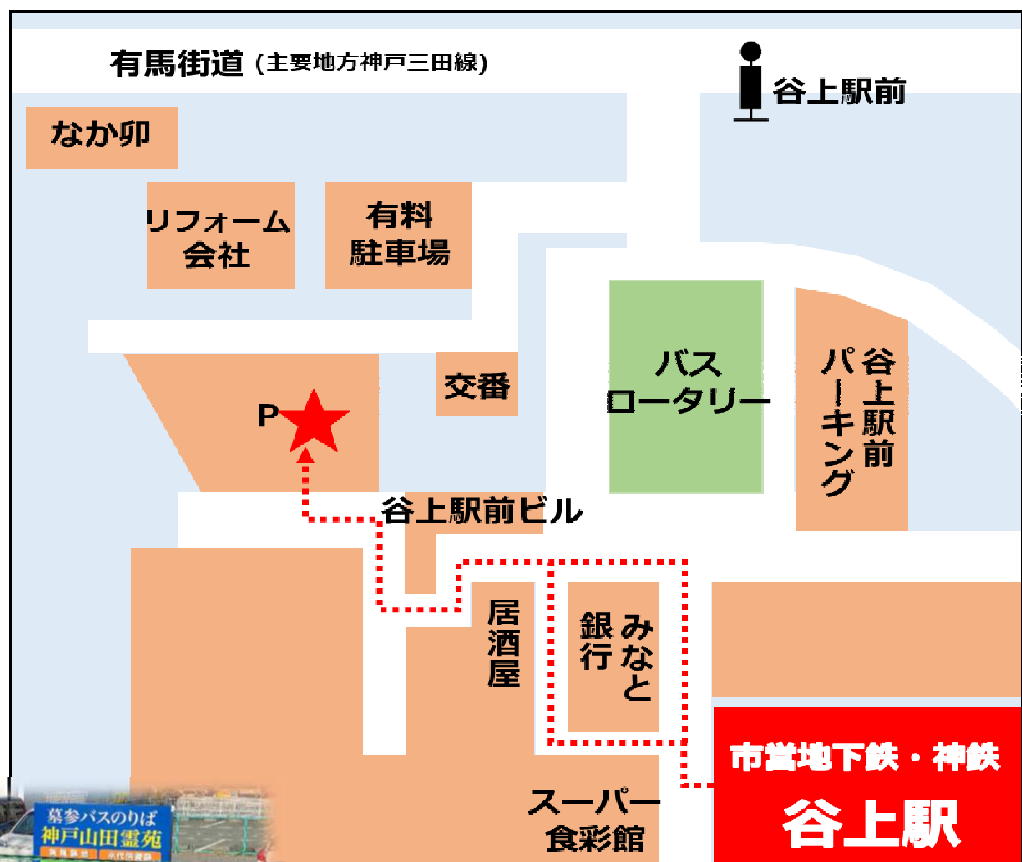 有馬街道 (主要地方神戸三田線)
谷上駅前
なか卯
リフォーム
会社
有料
駐車場
バス
ロータリー
谷上駅前
パーキング
交番
P
谷上駅前ビル
居酒屋
みなと
銀行
市営地下鉄・神鉄
谷上駅
スーパー
食彩館
墓参バスのりば
神戸山田霊苑